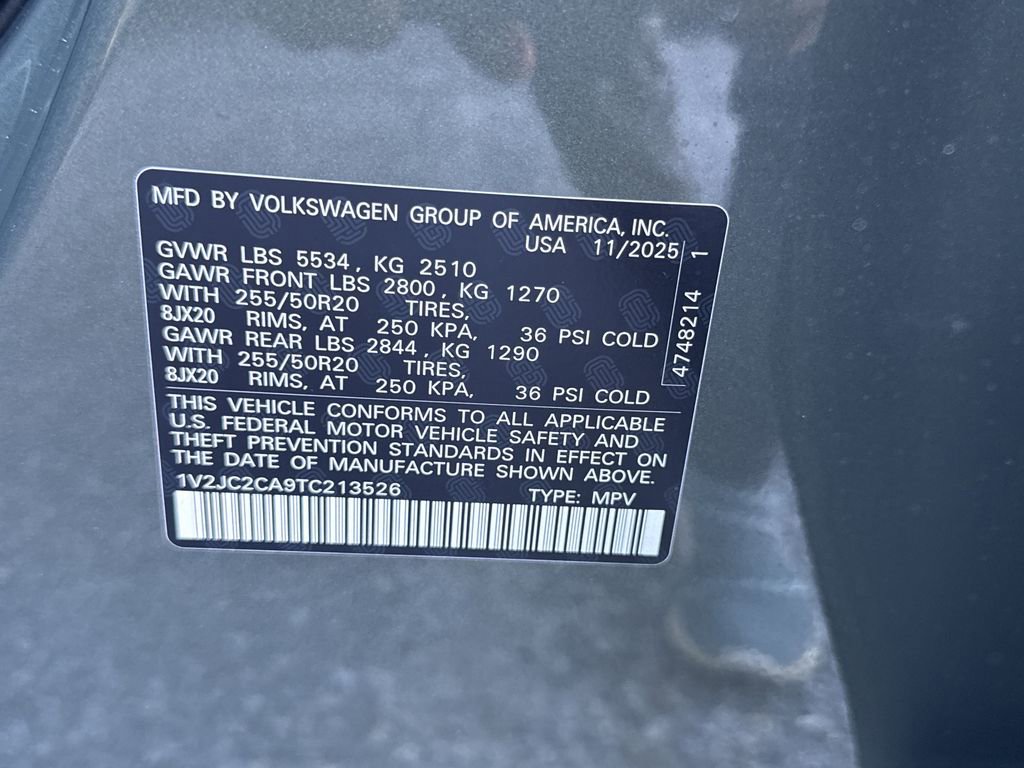 MFD BY VOLKSWAGEN GROUP OF AMERICA, INC.
USA 11/2025
GVWR LBS 5534, KG 2510
GAWR FRONT LBS 2800, KG 1270
WITH 255/50R20 TIRES,
8JX20 RIMS, AT 250 KPA, 36 PSI COLD
GAWR REAR LBS 2844, KG 1290
WITH 255/50R20 TIRES,
8JX20 RIMS, AT 250 KPA, 36 PSI COLD
4748214 1
THIS VEHICLE CONFORMS TO ALL APPLICABLE
U.S. FEDERAL MOTOR VEHICLE SAFETY AND
THEFT PREVENTION STANDARDS IN EFFECT ON
THE DATE OF MANUFACTURE SHOWN ABOVE.
1V2JC2CA9TC213526 TYPE: MPV